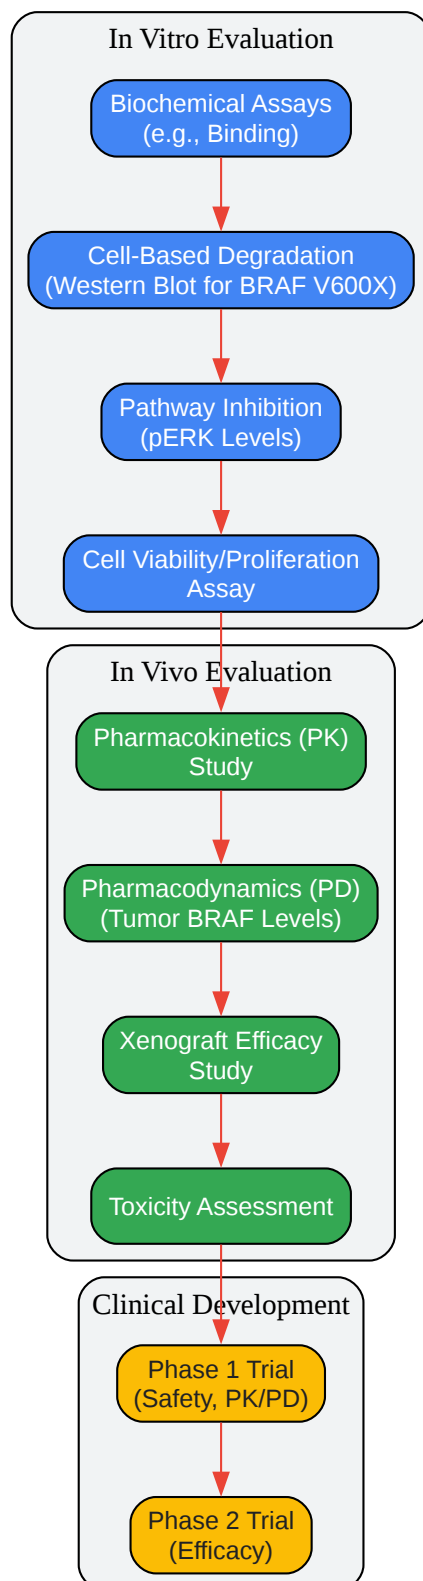 In Vitro Evaluation
Biochemical Assays
(e.g., Binding)
Cell-Based Degradation
(Western Blot for BRAF V600X)
Pathway Inhibition
(pERK Levels)
Cell Viability/Proliferation
Assay
In Vivo Evaluation
Pharmacokinetics (PK)
Study
Pharmacodynamics (PD)
(Tumor BRAF Levels)
Xenograft Efficacy
Study
Toxicity Assessment
Clinical Development
Phase 1 Trial
(Safety, PK/PD)
Phase 2 Trial
(Efficacy)